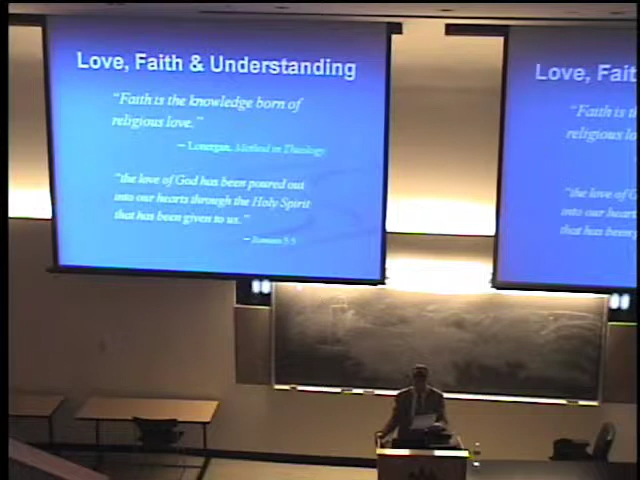 Love, Faith & Understanding
"Faith is the knowledge born of
religious love."
– Lonergan, Method in Theology
"the love of God has been poured out
into our hearts through the Holy Spirit
that has been given to us."
– Romans 5:5
Love, Fait
"Faith is t
religious lo
"the love of G
into our hear
that has been